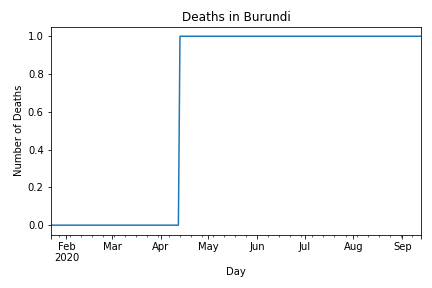 Deaths in Burundi
Number of Deaths
1.0
0.8
0.6
0.4
0.2
0.0
Feb Mar Apr May Jun Jul Aug Sep
2020
Day